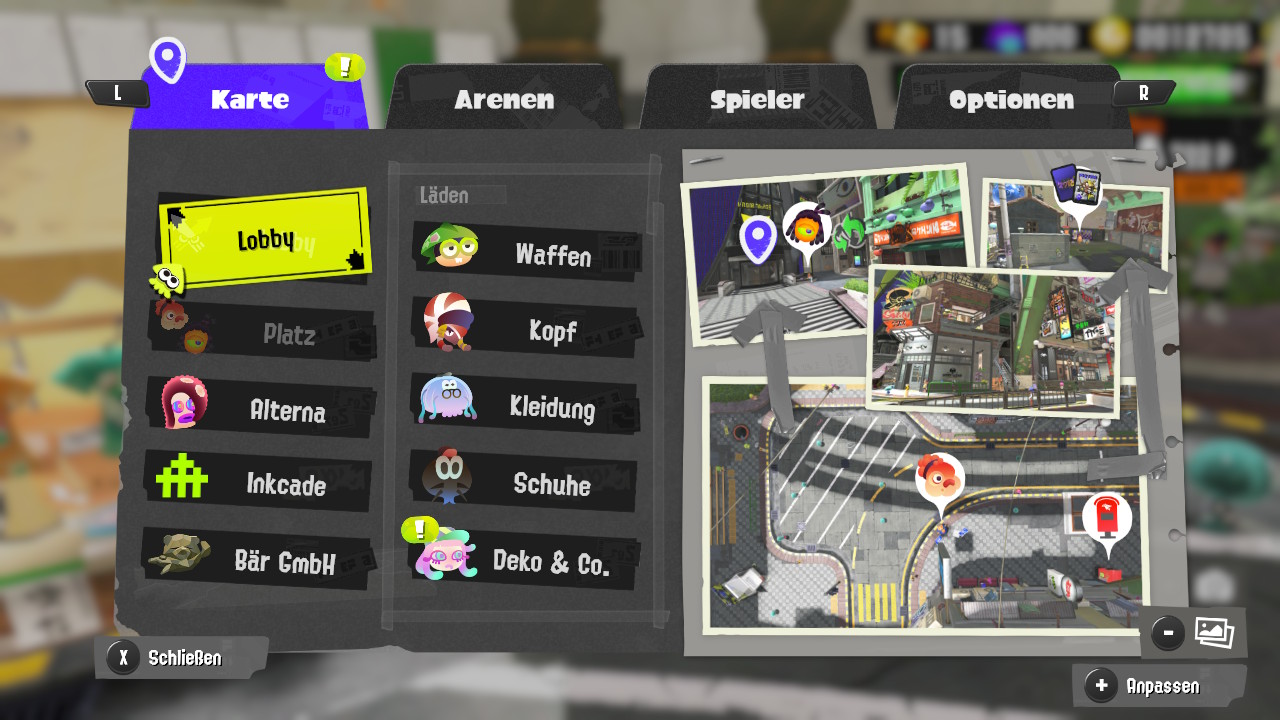 L
Karte
!
Arenen
Spieler
Optionen
R
Lobby
Platz
Alterna
Inkcade
Bär GmbH
Läden
Waffen
Kopf
Kleidung
Schuhe
!
Deko & Co.
X Schließen
-
+ Anpassen